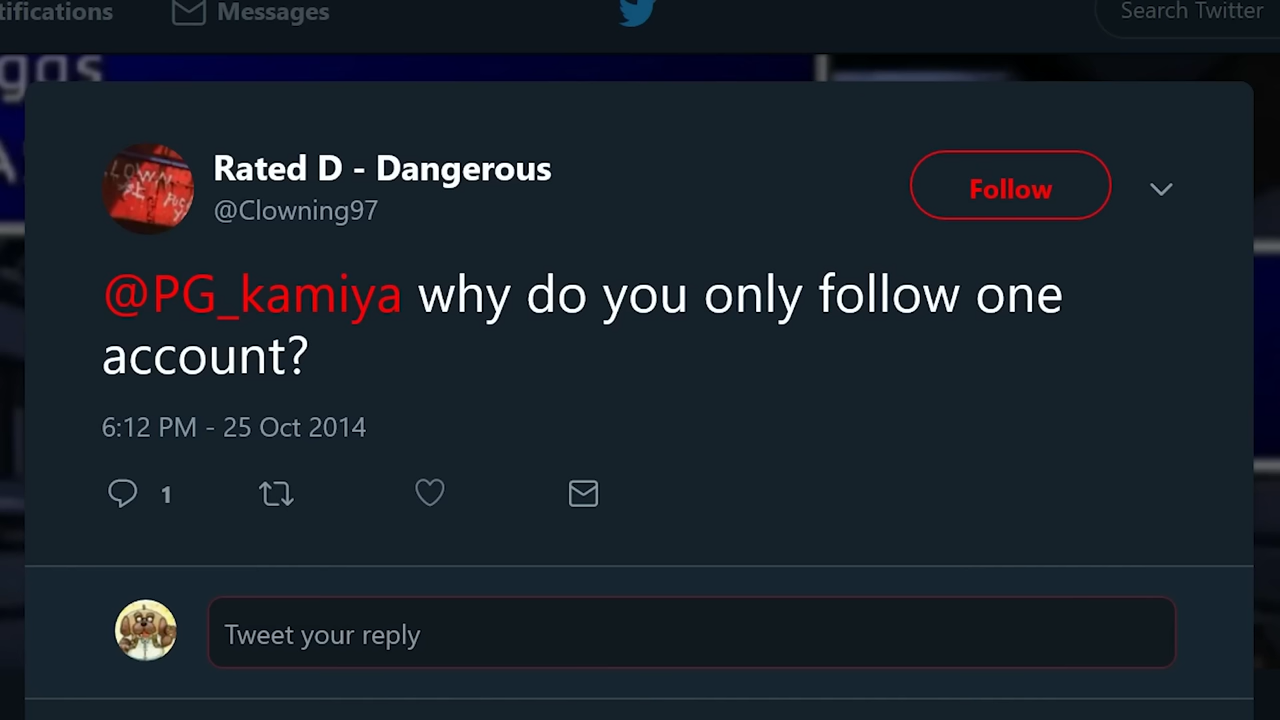 tifications
Messages
Search Twitter
ggs
Rated D - Dangerous
@Clowning97
Follow
@PG_kamiya why do you only follow one
account?
6:12 PM - 25 Oct 2014
1
Tweet your reply